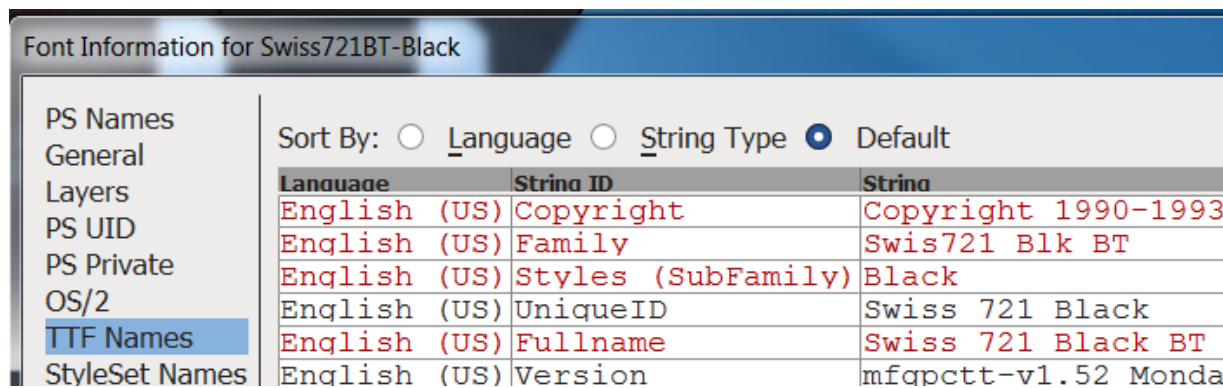 Font Information for Swiss721BT-Black
PS Names
General
Layers
PS UID
PS Private
OS/2
TTF Names
StyleSet Names
Sort By: Language String Type Default
Language String ID String
English (US) Copyright Copyright 1990-1993
English (US) Family Swis721 Blk BT
English (US) Styles (SubFamily) Black
English (US) UniqueID Swiss 721 Black
English (US) Fullname Swiss 721 Black BT
English (US) Version mfgpctt-v1.52 Monda